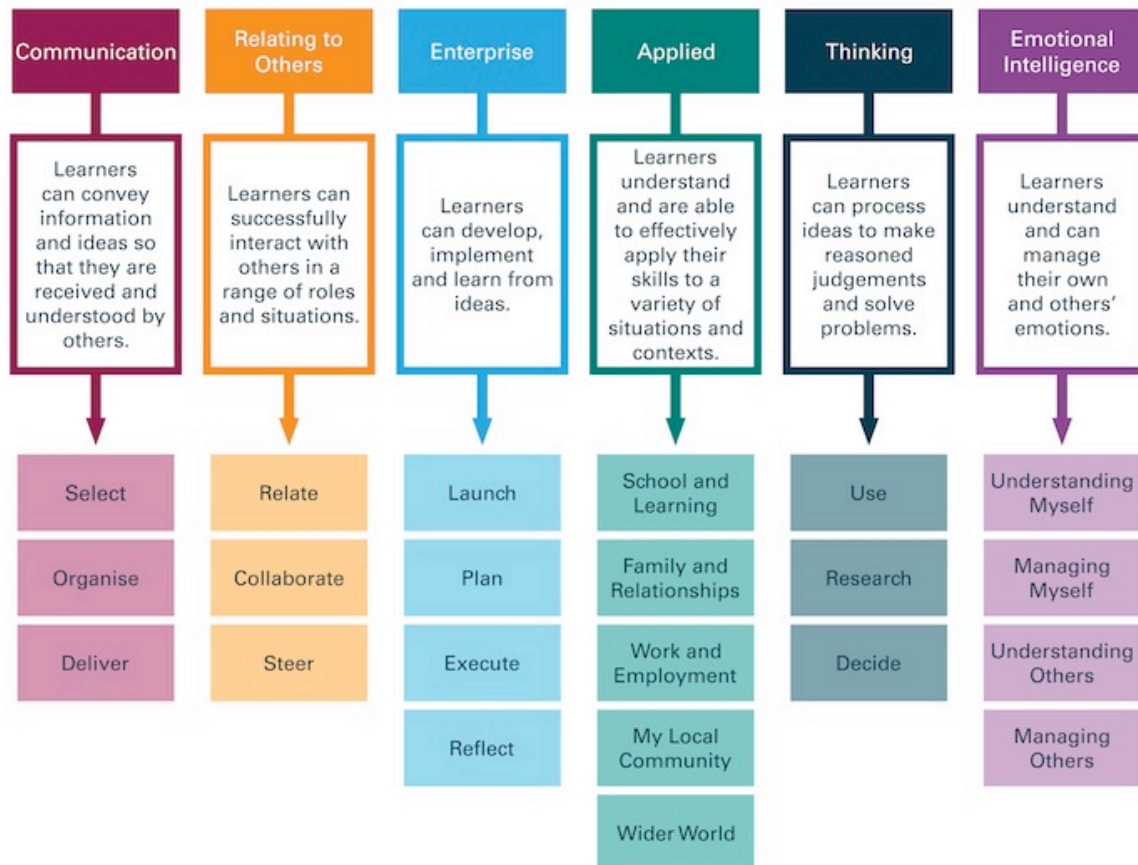 Communication
Learners
can convey
information
and ideas so
that they are
received and
understood by
others.
Select
Organise
Deliver
Relating to
Others
Learners can
successfully
interact with
others in a
range of roles
and situations.
Relate
Collaborate
Steer
Enterprise
Learners
can develop,
implement
and learn from
ideas.
Launch
Plan
Execute
Reflect
Applied
Learners
understand
and are able
to effectively
apply their
skills to a
variety of
situations and
contexts.
School and
Learning
Family and
Relationships
Work and
Employment
My Local
Community
Wider World
Thinking
Learners
can process
ideas to make
reasoned
judgements
and solve
problems.
Use
Research
Decide
Emotional
Intelligence
Learners
understand
and can
manage
their own
and others’
emotions.
Understanding
Myself
Managing
Myself
Understanding
Others
Managing
Others